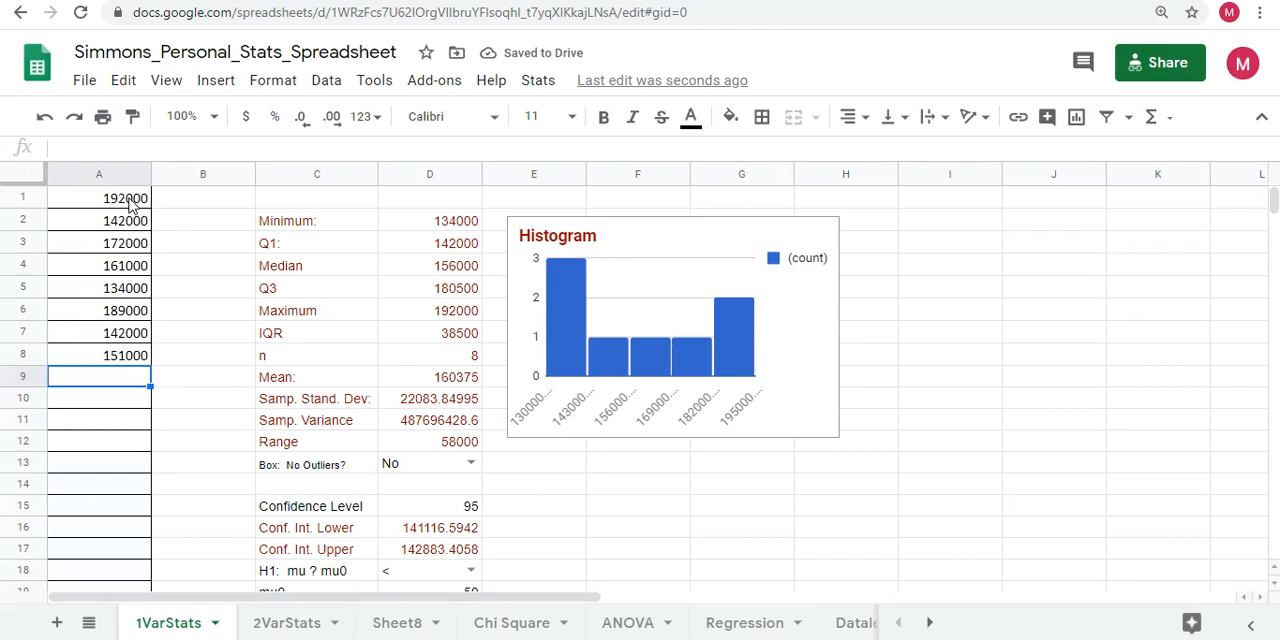 docs.google.com/spreadsheets/d/1WRzFcs7U62IOrgVIIbruYFIsoqhI_t7yqXIKkajLNsA/edit#gid=0
M
Simmons_Personal_Stats_Spreadsheet
Saved to Drive
File Edit View Insert Format Data Tools Add-ons Help Stats Last edit was seconds ago
Share
M
100% $ % .0 .00 123 Calibri 11 B I S A Σ
fx
A B C D E F G H I J K L
1 192000
2 142000 Minimum: 134000
3 172000 Q1: 142000
4 161000 Median 156000
5 134000 Q3 180500
6 189000 Maximum 192000
7 142000 IQR 38500
8 151000 n 8
9 Mean: 160375
10 Samp. Stand. Dev: 22083.84995
11 Samp. Variance 487696428.6
12 Range 58000
13 Box: No Outliers? No
14
15 Confidence Level 95
16 Conf. Int. Lower 141116.5942
17 Conf. Int. Upper 142883.4058
18 H1: mu ? mu0 <
19 mu0 50
Histogram
(count)
3
2
1
0
130000... 143000... 156000... 169000... 182000... 195000...
1VarStats 2VarStats Sheet8 Chi Square ANOVA Regression Datale